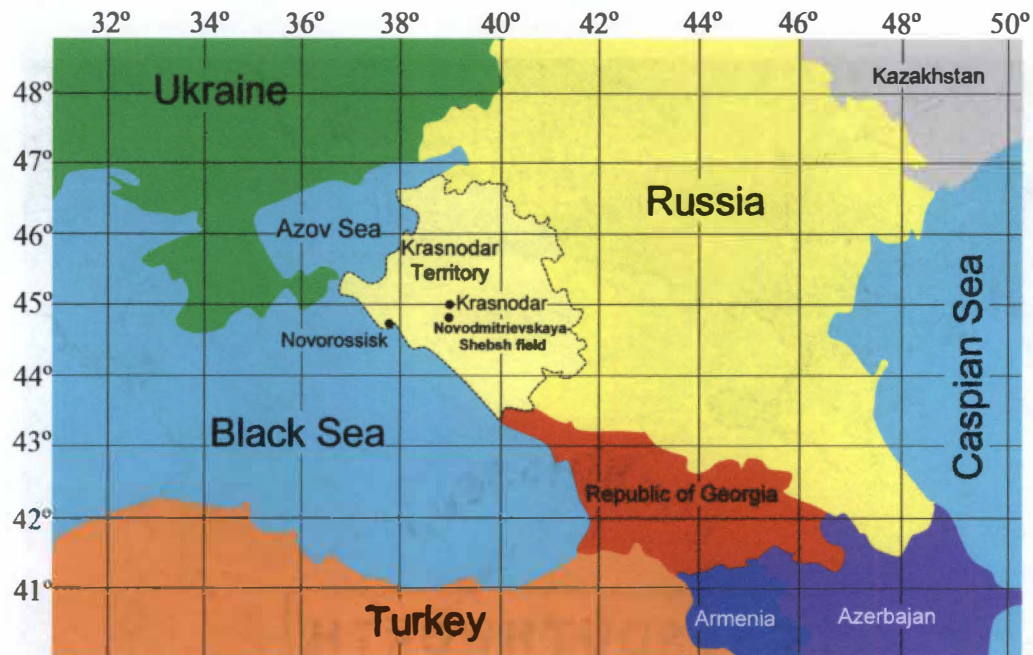 32º 34º 36º 38º 40º 42º 44º 46º 48º 50º
48º
Ukraine
Kazakhstan
47º
Russia
46º
Azov Sea
Krasnodar
Territory
45º
Krasnodar
Novodmitrievskaya-
Shebsh field
Novorossisk
44º
Caspian Sea
43º
Black Sea
Republic of Georgia
42º
41º
Turkey
Armenia
Azerbajan